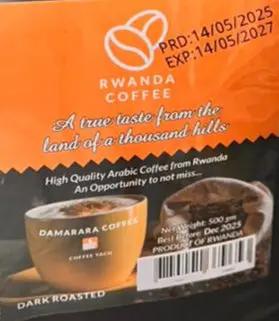 PRD:14/05/2025
EXP:14/05/2027
RWANDA
COFFEE
A true taste from the
land of a thousand hills
High Quality Arabic Coffee from Rwanda
An Opportunity to not miss...
DAMARARA COFFEE
COFFEE YACU
Net Weight: 500 gm
Best Before: Dec 2025
PRODUCT OF RWANDA
DARK ROASTED